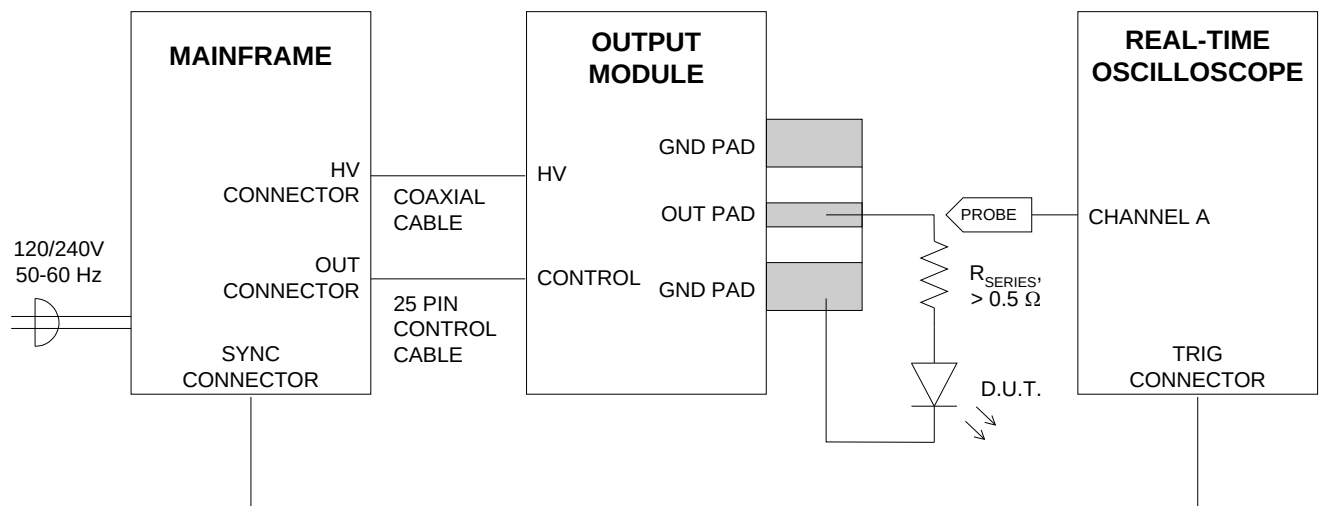 MAINFRAME
HV
CONNECTOR
OUT
CONNECTOR
SYNC
CONNECTOR
120/240V
50-60 Hz
COAXIAL
CABLE
25 PIN
CONTROL
CABLE
OUTPUT
MODULE
HV
CONTROL
GND PAD
OUT PAD
GND PAD
PROBE
RSERIES,
> 0.5 Ω
D.U.T.
REAL-TIME
OSCILLOSCOPE
CHANNEL A
TRIG
CONNECTOR